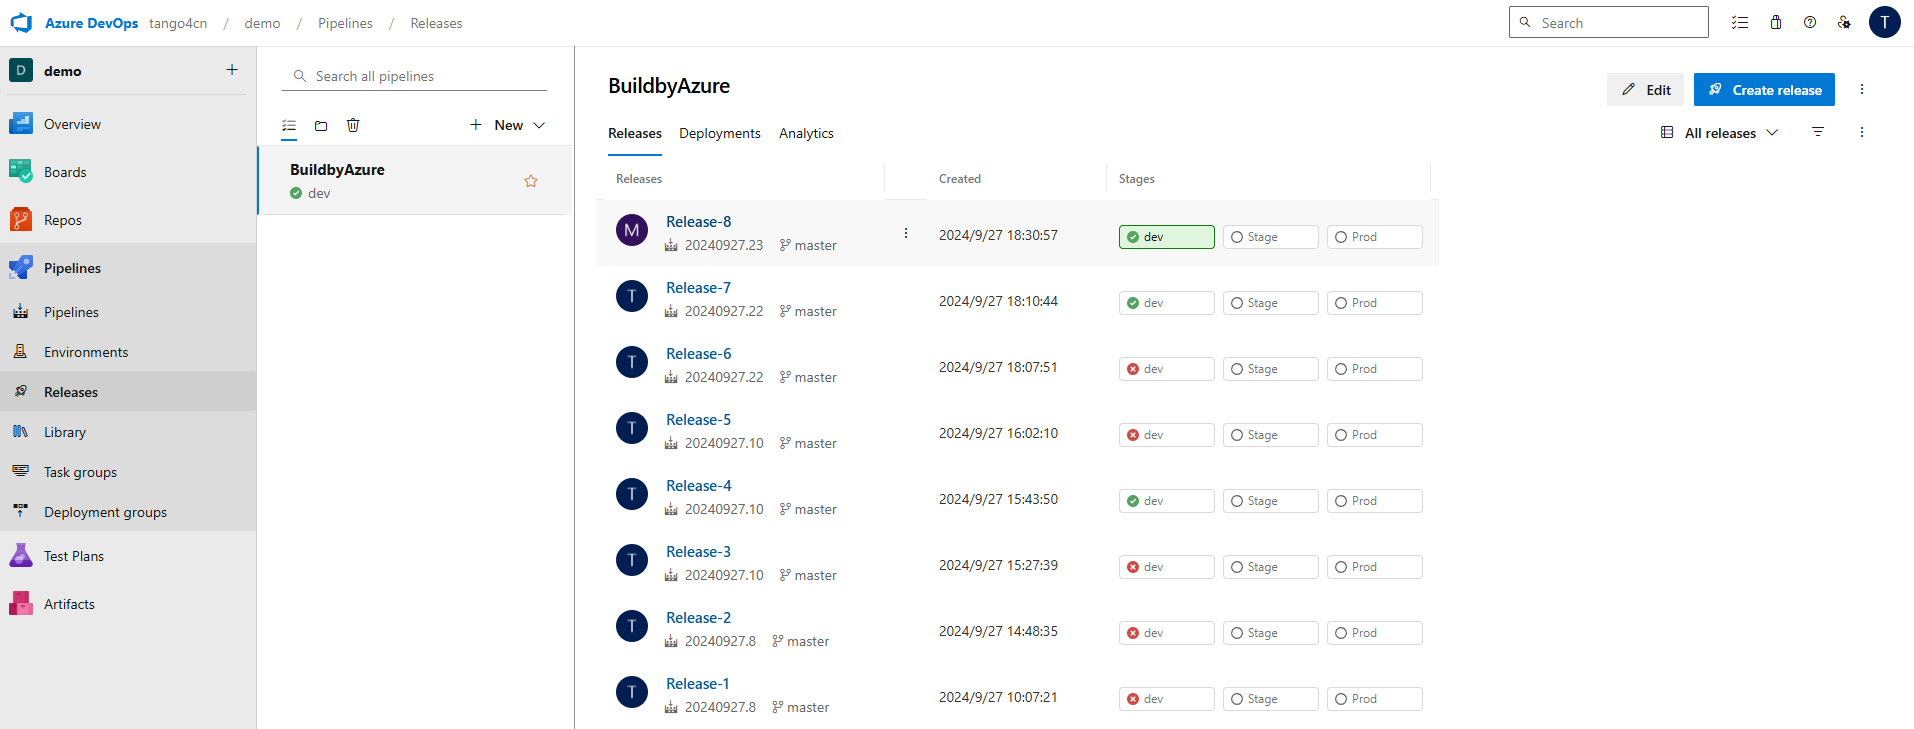 Azure DevOps tango4cn / demo / Pipelines / Releases
Search
T
D demo
Overview
Boards
Repos
Pipelines
Pipelines
Environments
Releases
Library
Task groups
Deployment groups
Test Plans
Artifacts
Search all pipelines
New
BuildbyAzure
dev
BuildbyAzure
Edit
Create release
Releases Deployments Analytics
All releases
Releases Created Stages
M Release-8
20240927.23 master
2024/9/27 18:30:57
dev Stage Prod
T Release-7
20240927.22 master
2024/9/27 18:10:44
dev Stage Prod
T Release-6
20240927.22 master
2024/9/27 18:07:51
dev Stage Prod
T Release-5
20240927.10 master
2024/9/27 16:02:10
dev Stage Prod
T Release-4
20240927.10 master
2024/9/27 15:43:50
dev Stage Prod
T Release-3
20240927.10 master
2024/9/27 15:27:39
dev Stage Prod
T Release-2
20240927.8 master
2024/9/27 14:48:35
dev Stage Prod
T Release-1
20240927.8 master
2024/9/27 10:07:21
dev Stage Prod